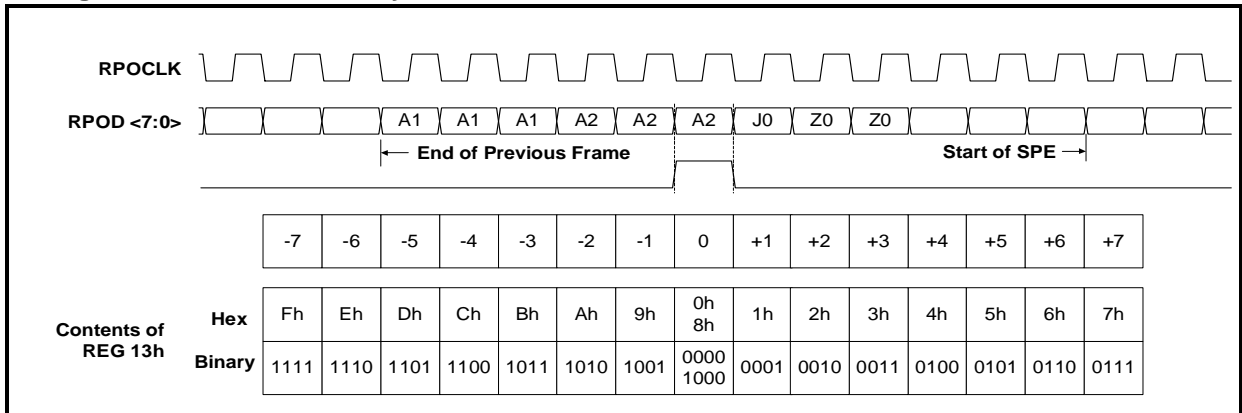 RPOCLK
RPOD <7:0>
A1 A1 A1 A2 A2 A2 J0 Z0 Z0
End of Previous Frame
Start of SPE
-7 -6 -5 -4 -3 -2 -1 0 +1 +2 +3 +4 +5 +6 +7
Contents of
REG 13h
Hex Fh Eh Dh Ch Bh Ah 9h 0h 8h 1h 2h 3h 4h 5h 6h 7h
Binary 1111 1110 1101 1100 1011 1010 1001 0000 1000 0001 0010 0011 0100 0101 0110 0111